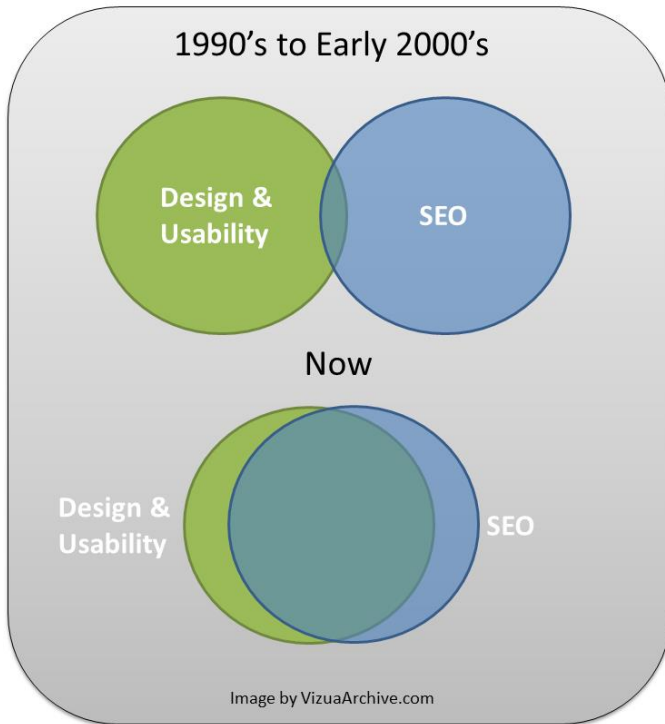 1990's to Early 2000's
Design &
Usability
SEO
Now
Design &
Usability
SEO
Image by VizuaArchive.com